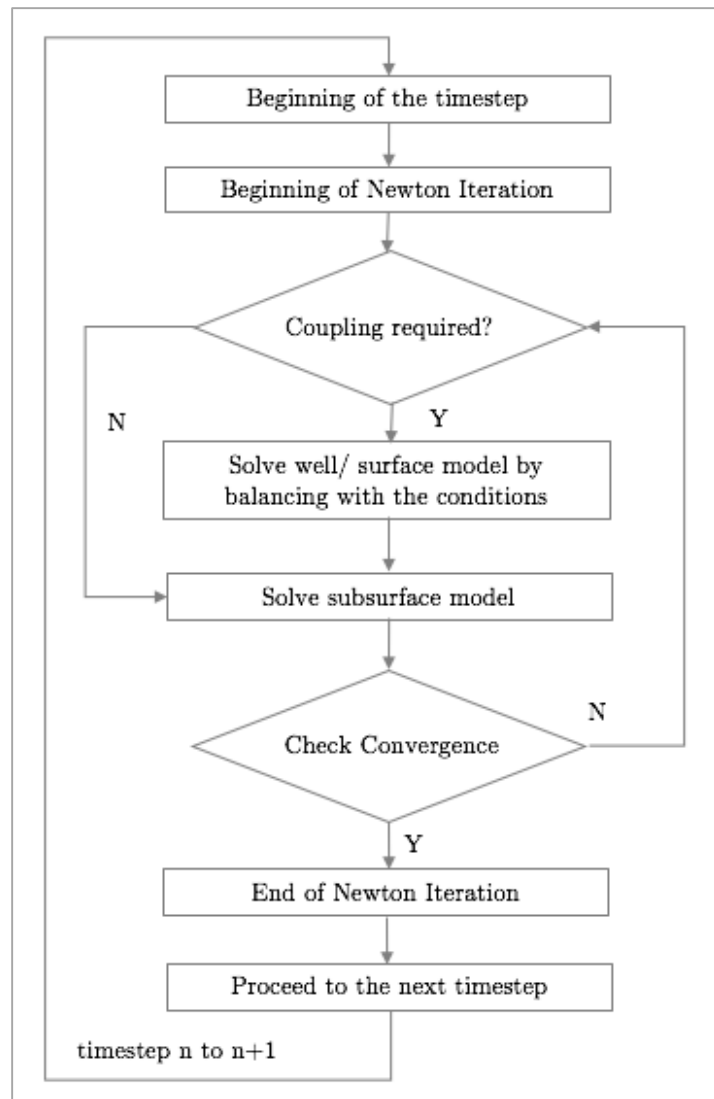 Beginning of the timestep
Beginning of Newton Iteration
Coupling required?
N
Y
Solve well/ surface model by
balancing with the conditions
Solve subsurface model
N
Check Convergence
Y
End of Newton Iteration
Proceed to the next timestep
timestep n to n+1